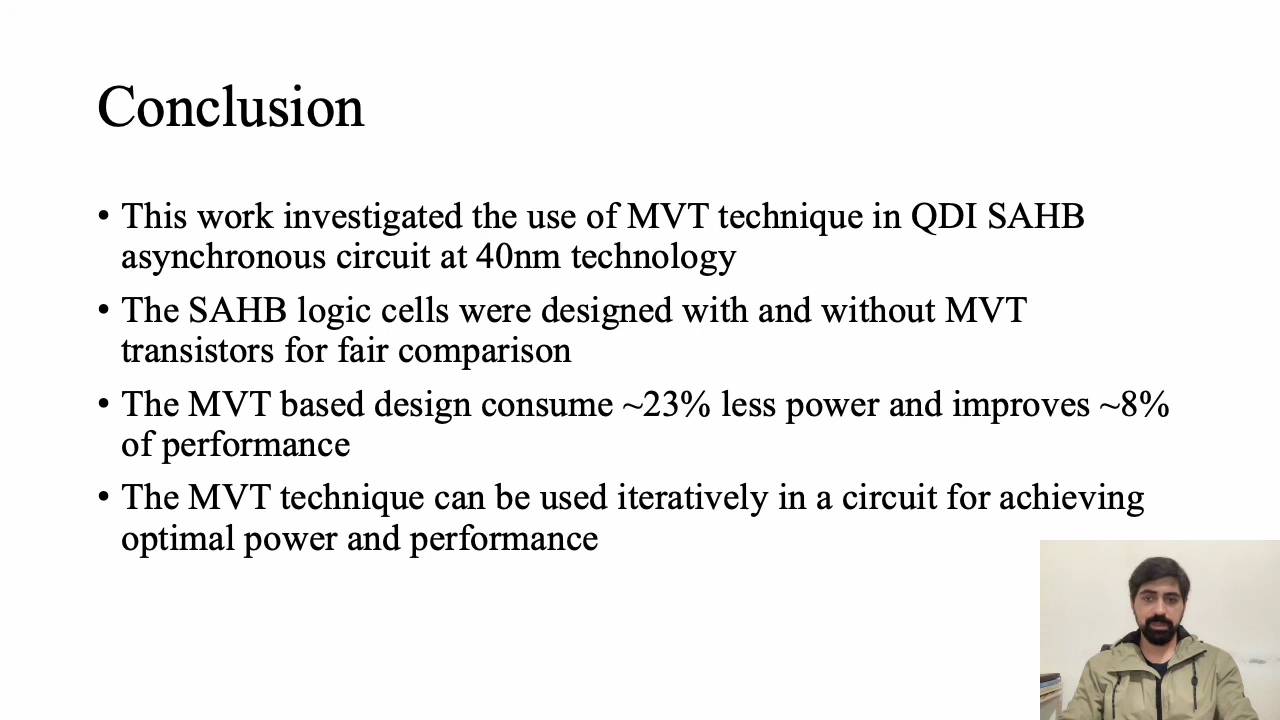 Conclusion
• This work investigated the use of MVT technique in QDI SAHB
asynchronous circuit at 40nm technology
• The SAHB logic cells were designed with and without MVT
transistors for fair comparison
• The MVT based design consume ~23% less power and improves ~8%
of performance
• The MVT technique can be used iteratively in a circuit for achieving
optimal power and performance